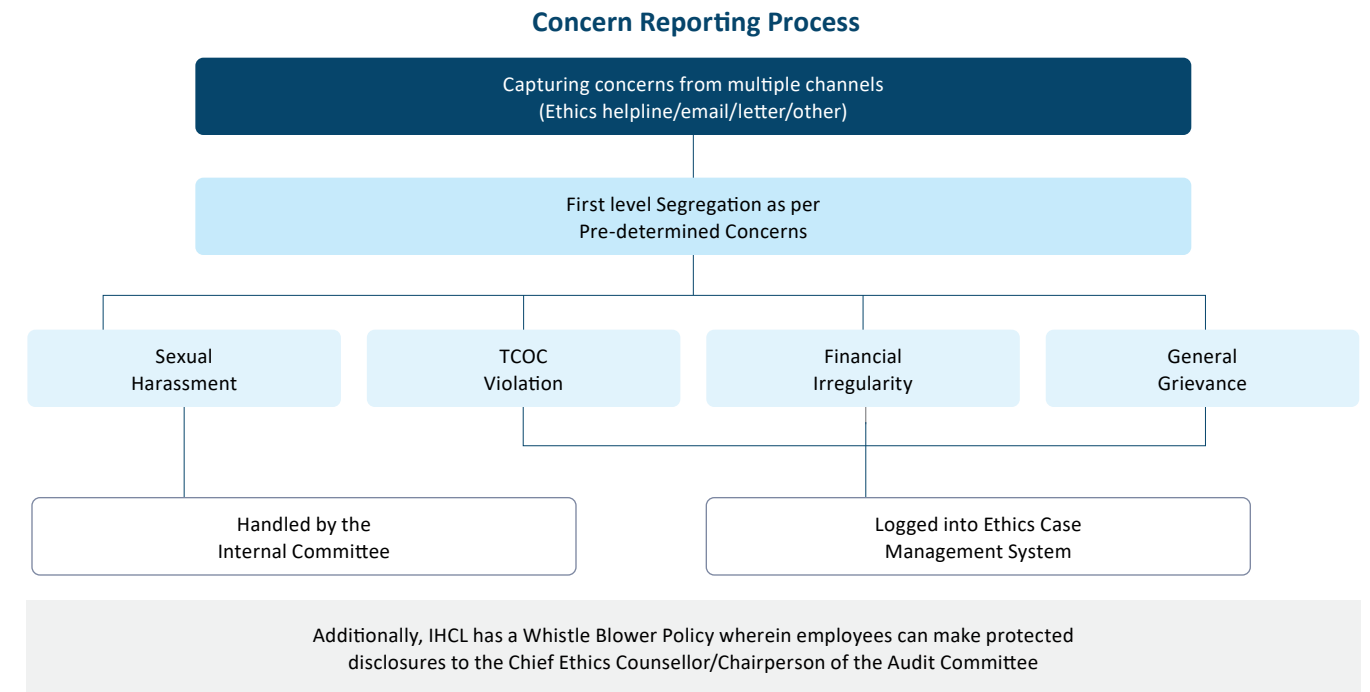 Concern Reporting Process
Capturing concerns from multiple channels
(Ethics helpline/email/letter/other)
First level Segregation as per
Pre-determined Concerns
Sexual
Harassment
TCOC
Violation
Financial
Irregularity
General
Grievance
Handled by the
Internal Committee
Logged into Ethics Case
Management System
Additionally, IHCL has a Whistle Blower Policy wherein employees can make protected
disclosures to the Chief Ethics Counsellor/Chairperson of the Audit Committee